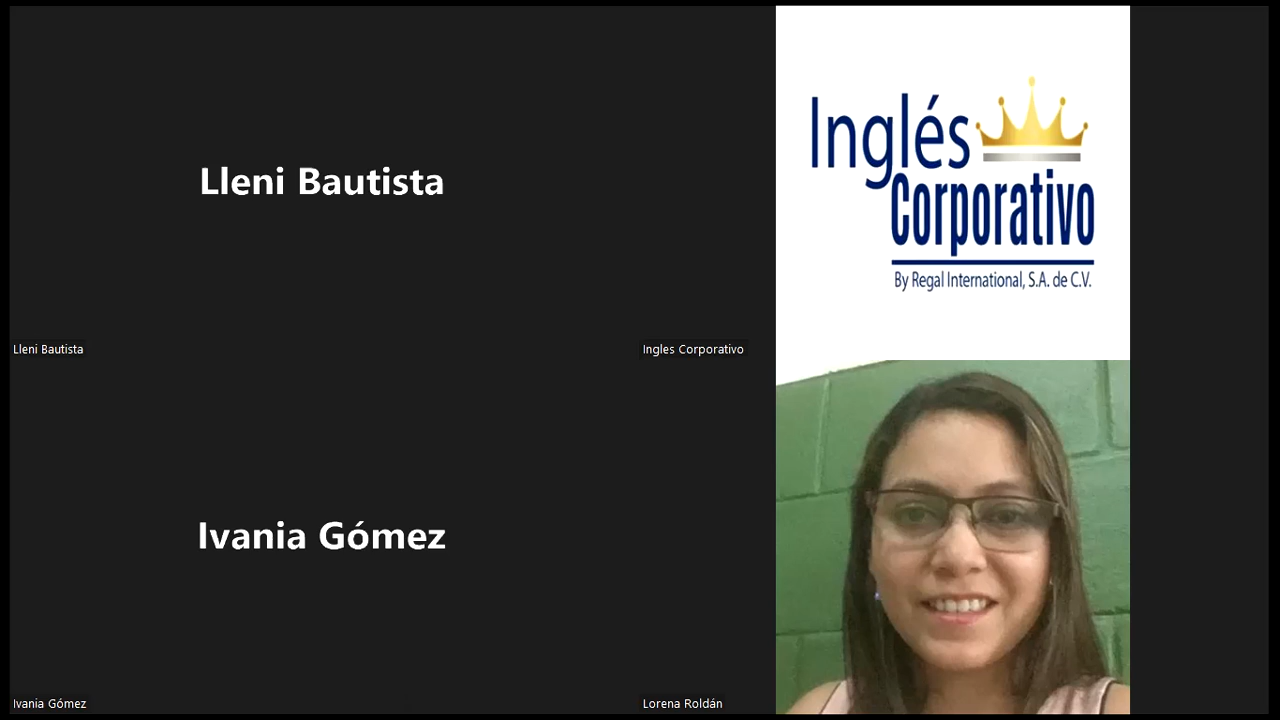 Lleni Bautista
Lleni Bautista
Inglés
Corporativo
By Regal International, S.A. de C.V.
Ingles Corporativo
Ivania Gómez
Ivania Gómez
Lorena Roldán